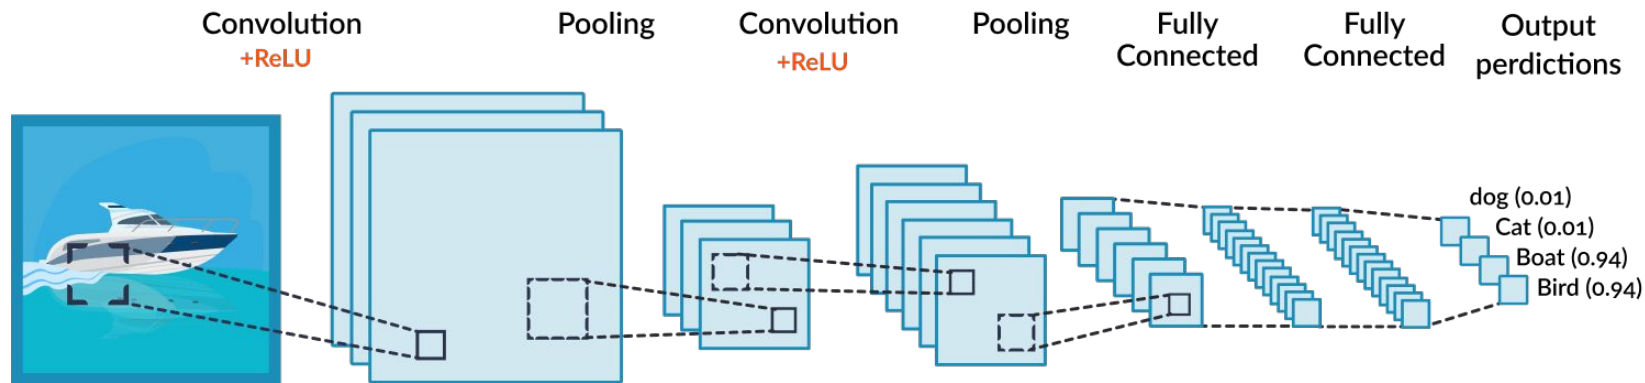 Convolution
+ReLU
Pooling
Convolution
+ReLU
Pooling
Fully
Connected
Fully
Connected
Output
perdictions
dog (0.01)
Cat (0.01)
Boat (0.94)
Bird (0.94)